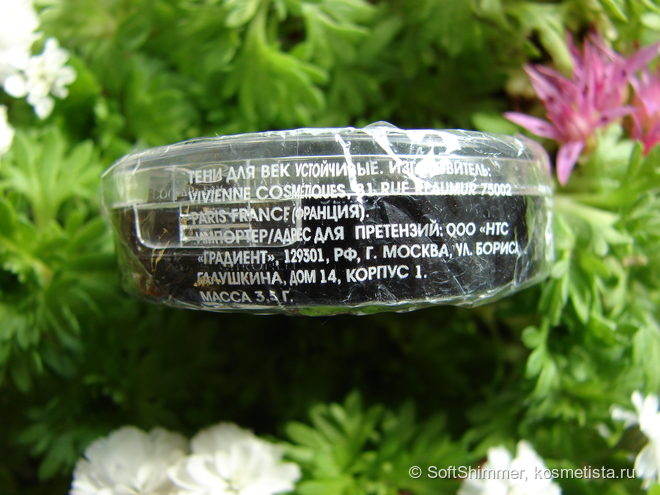 ТЕНИ ДЛЯ ВЕК УСТОЙЧИВЫЕ. ИЗГОТОВИТЕЛЬ:
VIVIENNE COSMETIQUES, 91 RUE REAUMUR 75002
PARIS FRANCE (ФРАНЦИЯ).
ИМПОРТЕР/АДРЕС ДЛЯ ПРЕТЕНЗИЙ: ООО «НТС
«ГРАДИЕНТ», 129301, РФ, Г. МОСКВА, УЛ. БОРИСА
ГАЛУШКИНА, ДОМ 14, КОРПУС 1.
МАССА 3,5 Г.
© SoftShimmer, kosmetista.ru